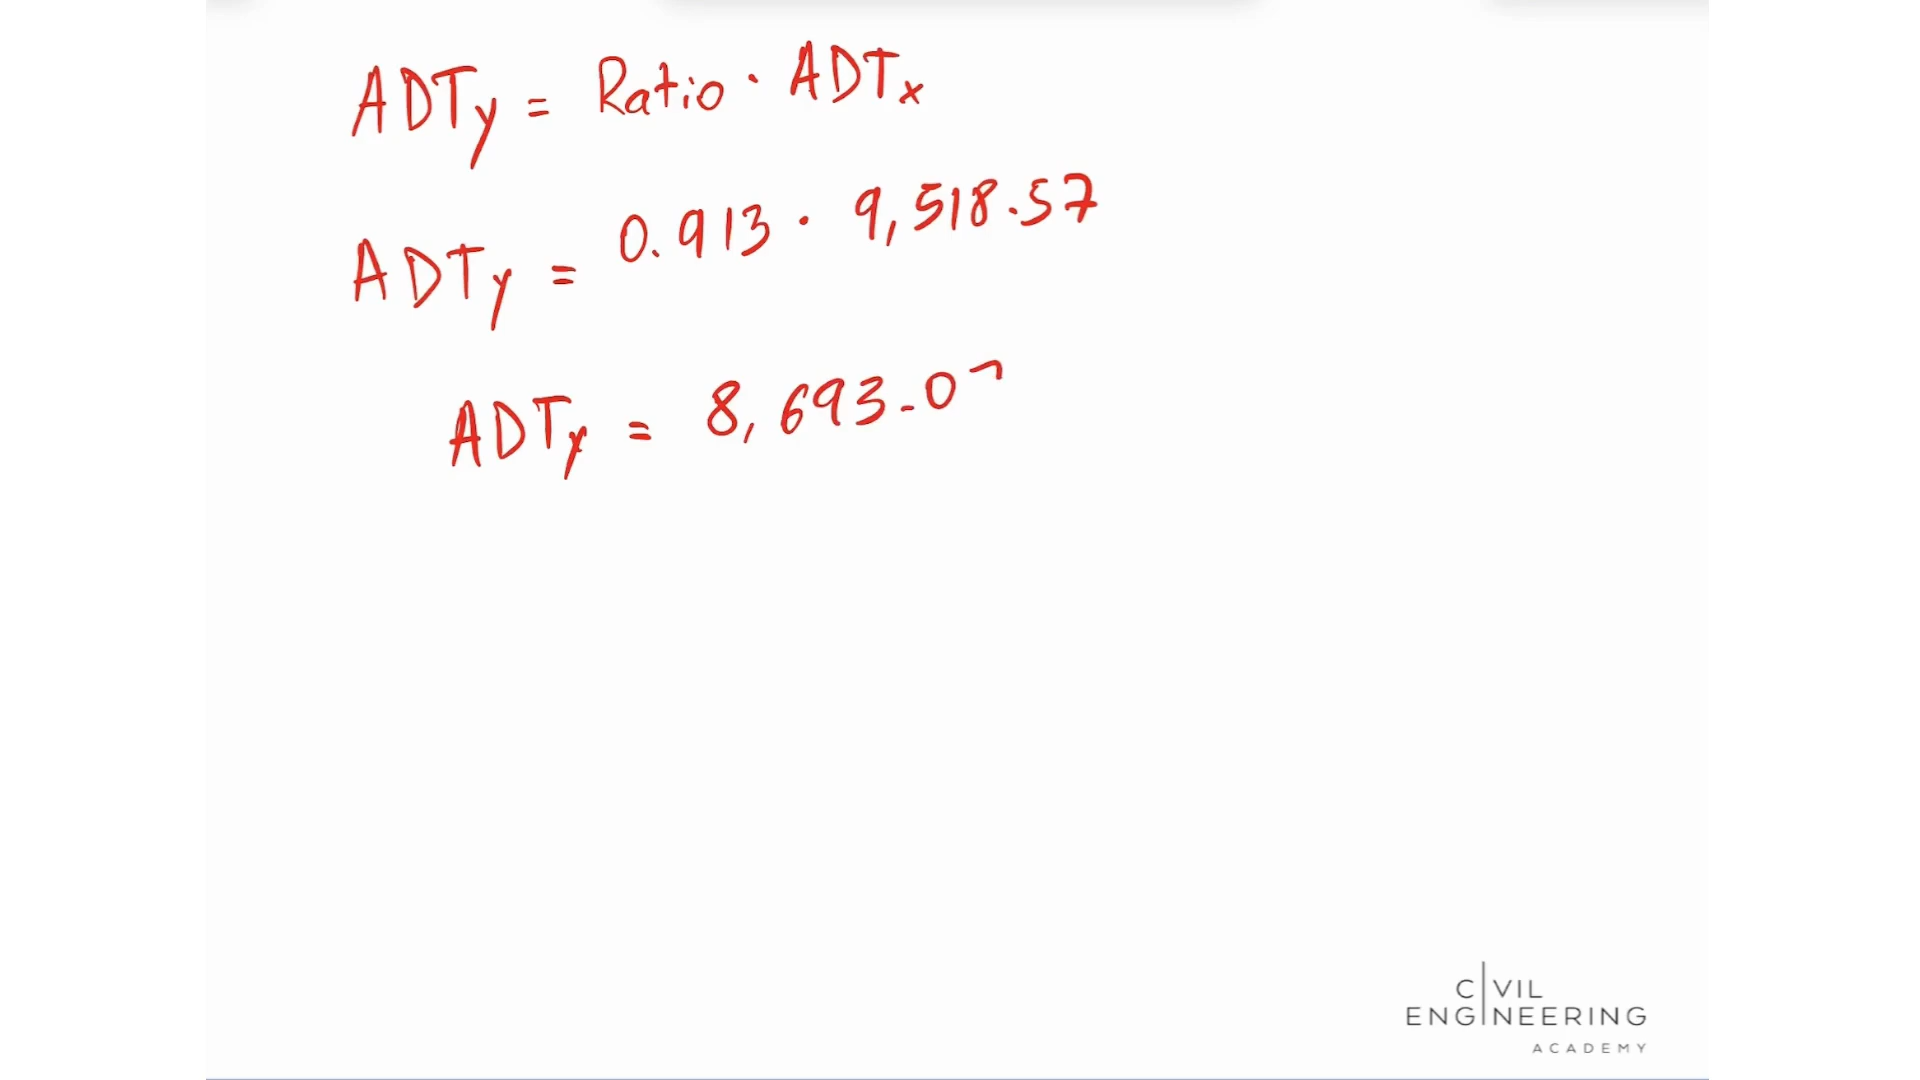 ADTy = Ratio · ADTx
ADTy = 0.913 · 9,518.57
ADTy = 8,693.0
CIVIL
ENGINEERING
ACADEMY